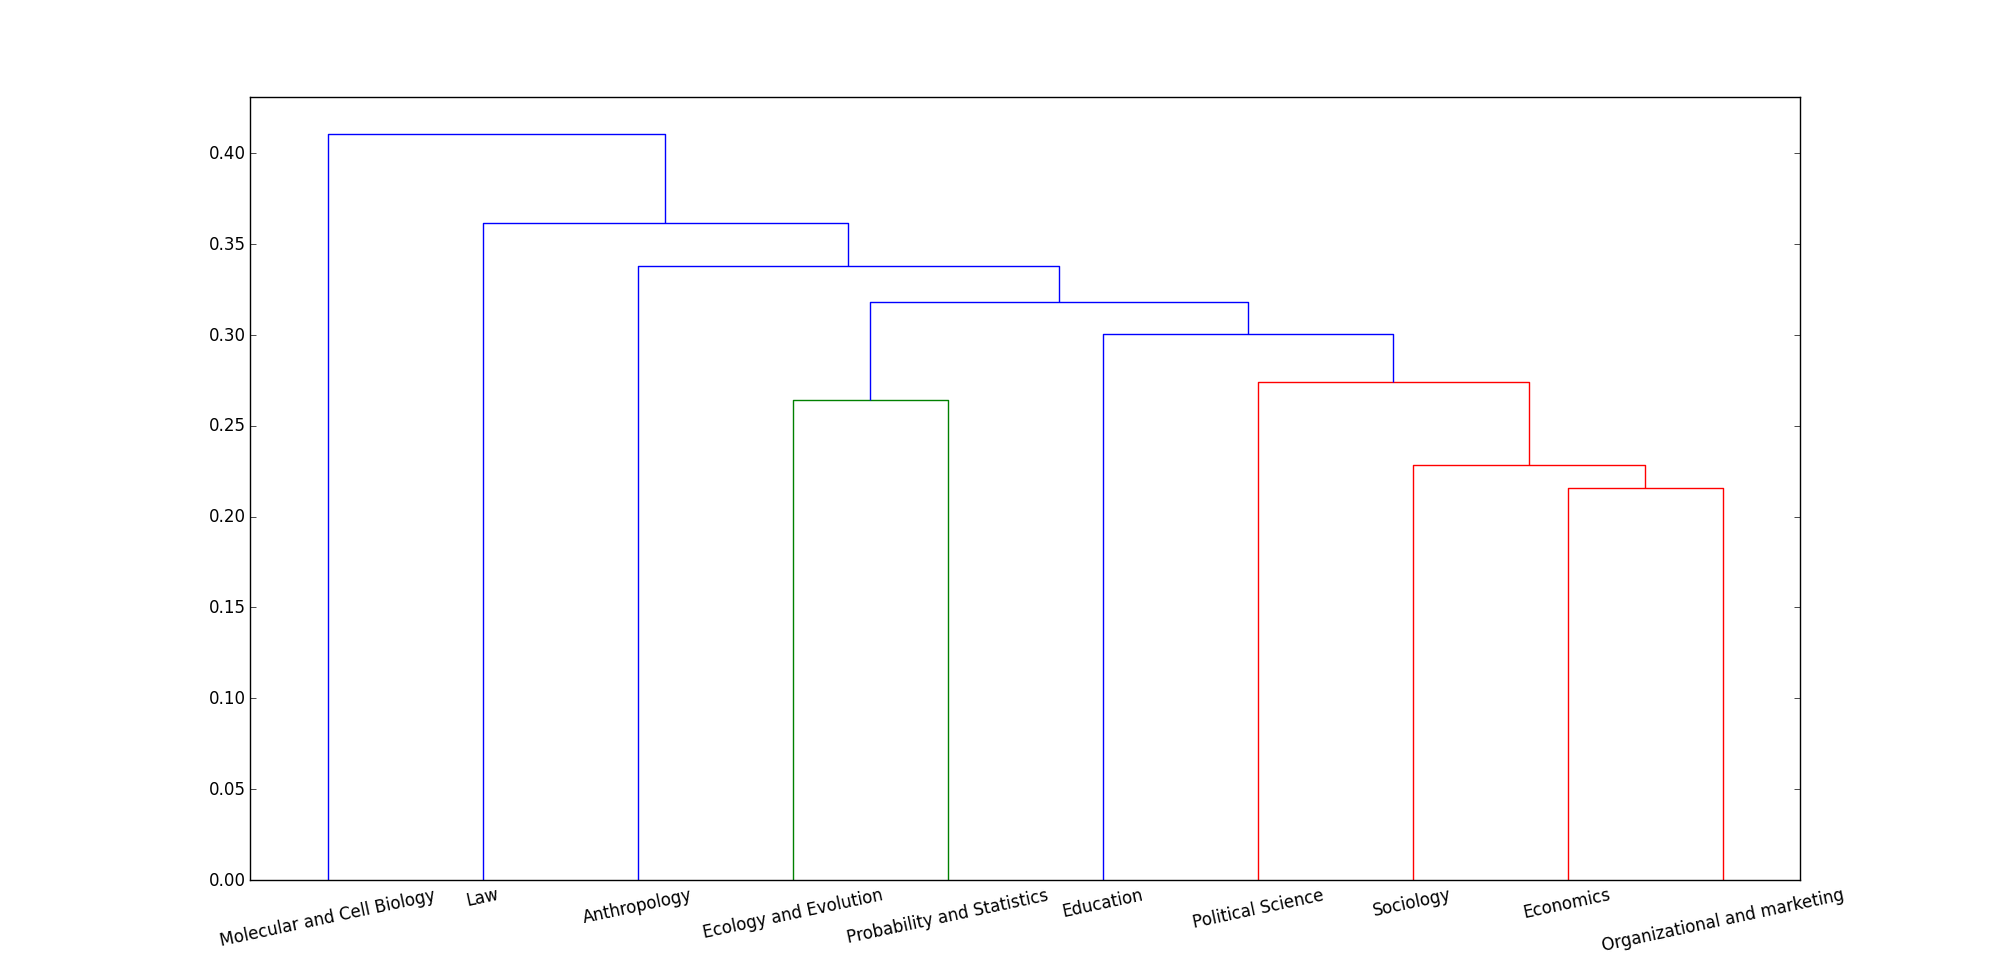 0.40
0.35
0.30
0.25
0.20
0.15
0.10
0.05
0.00
Molecular and Cell Biology
Law
Anthropology
Ecology and Evolution
Probability and Statistics
Education
Political Science
Sociology
Economics
Organizational and marketing